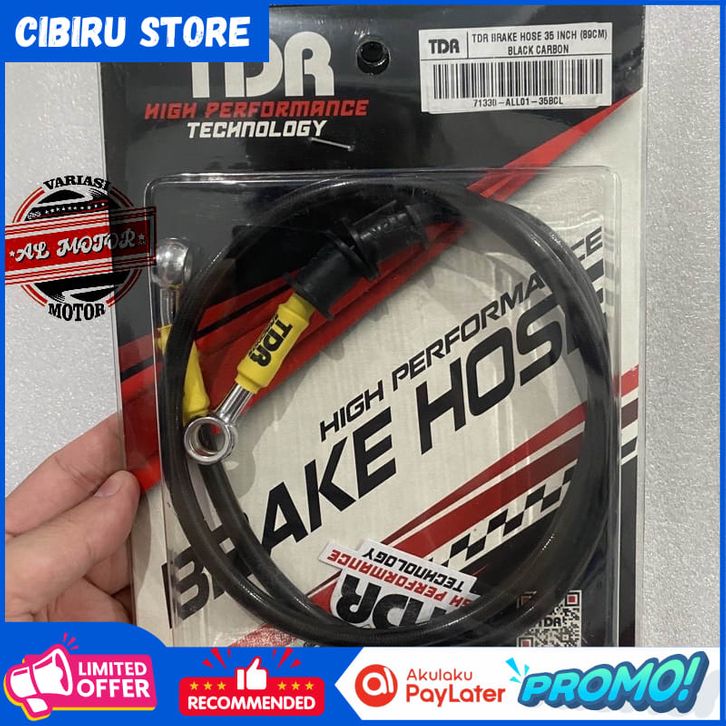 CIBIRU STORE
TDR
HIGH PERFORMANCE
TECHNOLOGY
TDR
TDR BRAKE HOSE 35 INCH (89CM)
BLACK CARBON
71330-ALL01-35BCL
VARIASI
AL MOTOR
MOTOR
TDR
HIGH PERFORMANCE
BRAKE HOSE
TDR
HIGH PERFORMANCE
TECHNOLOGY
TDR
LIMITED
OFFER
RECOMMENDED
Akulaku
PayLater
PROMO!